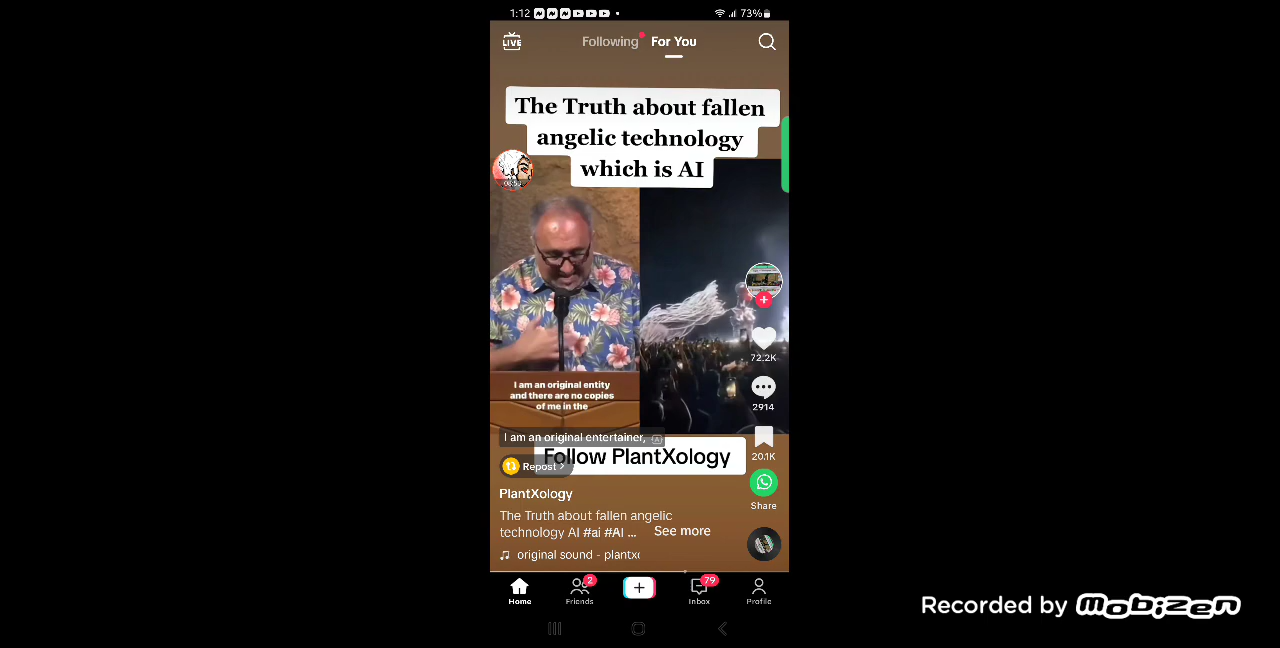 1:12
73%
LIVE
Following
For You
The Truth about fallen
angelic technology
which is AI
I am an original entity
and there are no copies
of me in the
I am an original entertainer,
Repost >
Follow PlantXology
PlantXology
The Truth about fallen angelic
technology AI #ai #AI ... See more
original sound - plantxo
72.2K
2914
20.1K
Share
2
79
Home
Friends
Inbox
Profile
Recorded by Mobizen